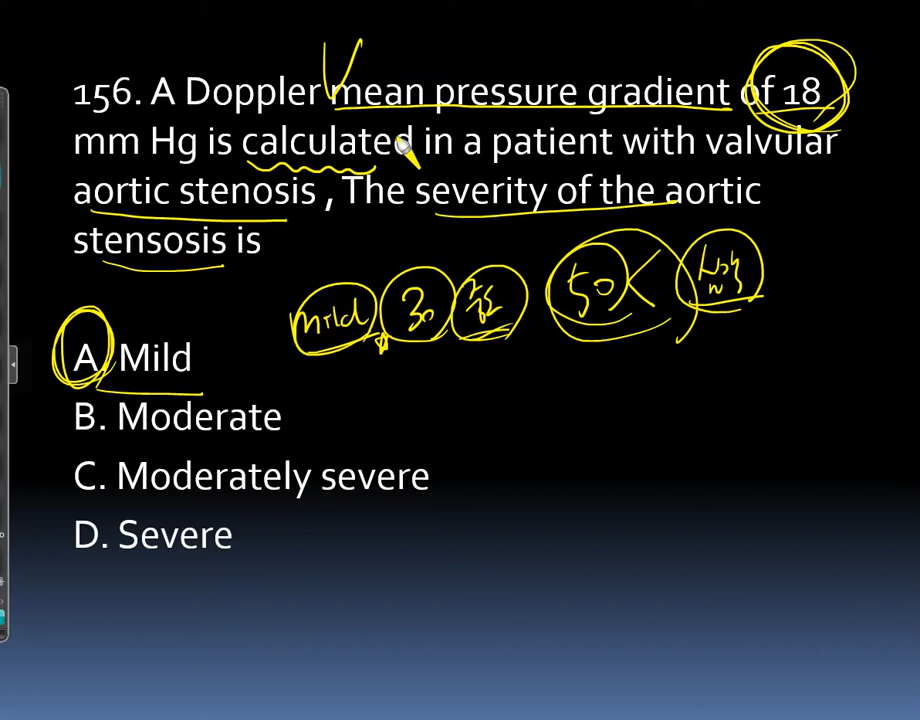 156. A Doppler mean pressure gradient of 18
mm Hg is calculated in a patient with valvular
aortic stenosis , The severity of the aortic
stensosis is
mild 30 50
A. Mild
B. Moderate
C. Moderately severe
D. Severe